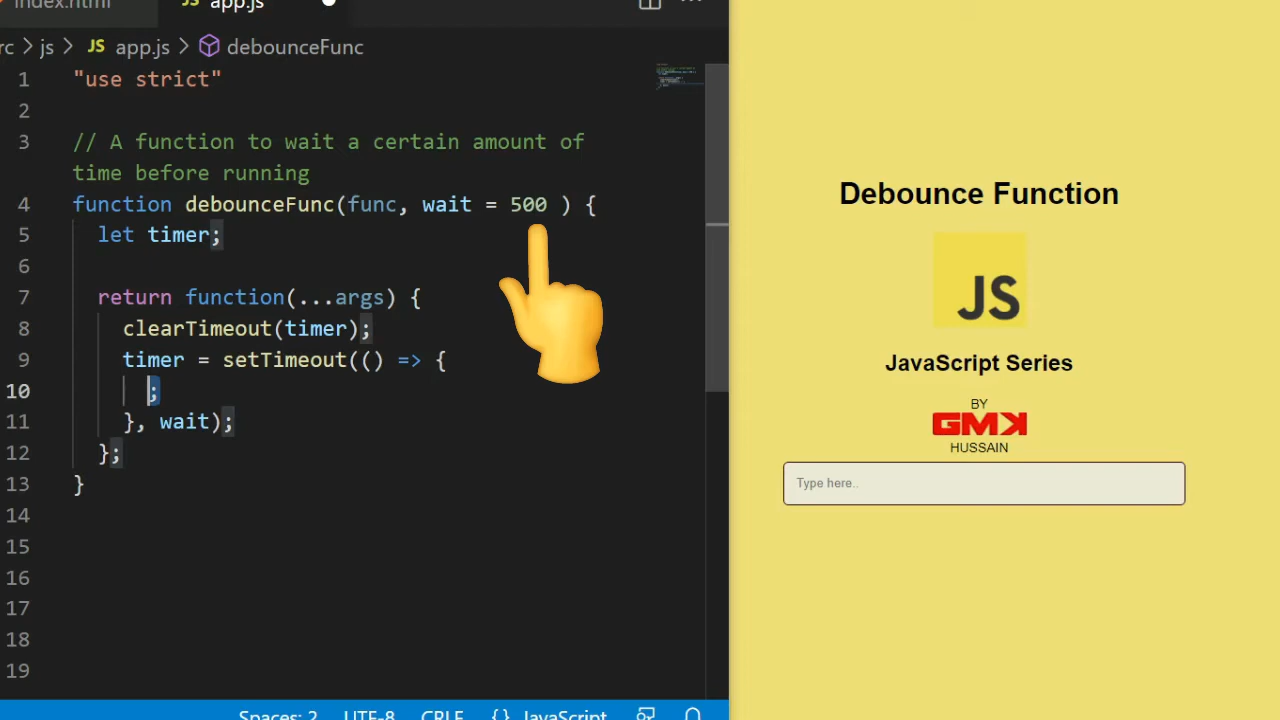 index.html
JS app.js
rc > js > JS app.js > debounceFunc
1 "use strict"
2
3 // A function to wait a certain amount of
time before running
4 function debounceFunc(func, wait = 500 ) {
5 let timer;
6
7 return function(...args) {
8 clearTimeout(timer);
9 timer = setTimeout(() => {
10 ;
11 }, wait);
12 };
13 }
14
15
16
17
18
19
Spaces: 2 UTF-8 CRLF {} JavaScript
Debounce Function
JS
JavaScript Series
BY
GMK
HUSSAIN
Type here..